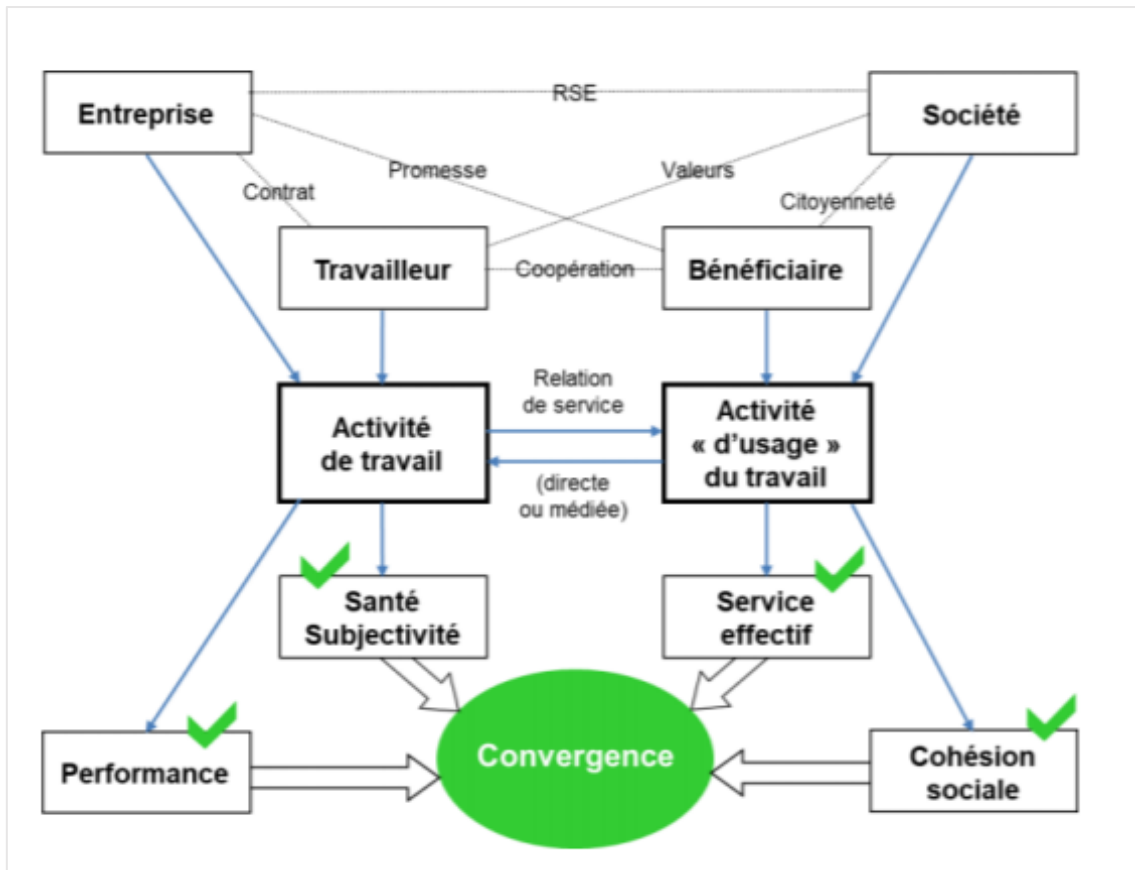 RSE
Entreprise
Société
Promesse
Valeurs
Contrat
Citoyenneté
Travailleur
Coopération
Bénéficiaire
Relation
de service
Activité
de travail
Activité
« d'usage »
du travail
(directe
ou médiée)
Santé
Subjectivité
Service
effectif
Convergence
Performance
Cohésion
sociale